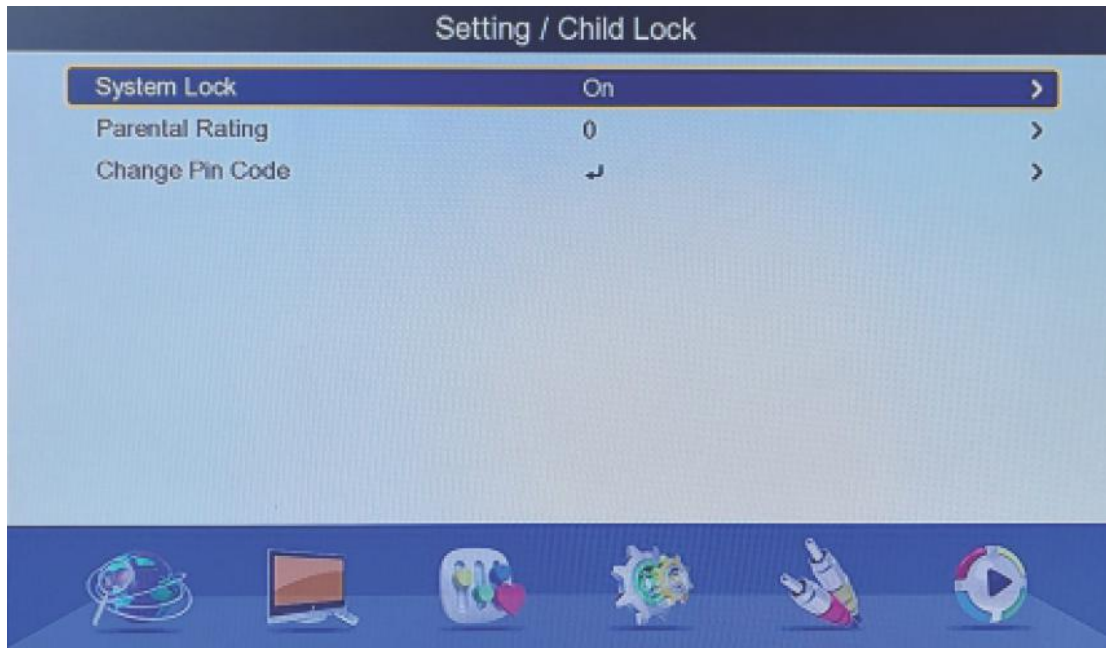 Setting / Child Lock
System Lock On
Parental Rating 0
Change Pin Code